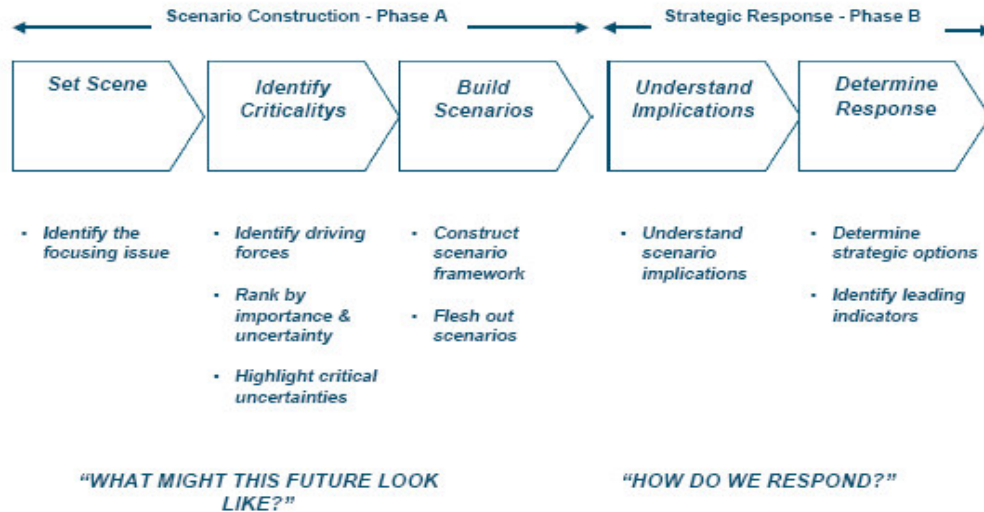 Scenario Construction - Phase A
Strategic Response - Phase B
Set Scene
Identify
Criticalitys
Build
Scenarios
Understand
Implications
Determine
Response
• Identify the
focusing issue
• Identify driving
forces
• Rank by
importance &
uncertainty
• Highlight critical
uncertainties
• Construct
scenario
framework
• Flesh out
scenarios
• Understand
scenario
implications
• Determine
strategic options
• Identify leading
indicators
“WHAT MIGHT THIS FUTURE LOOK
LIKE?”
“HOW DO WE RESPOND?”